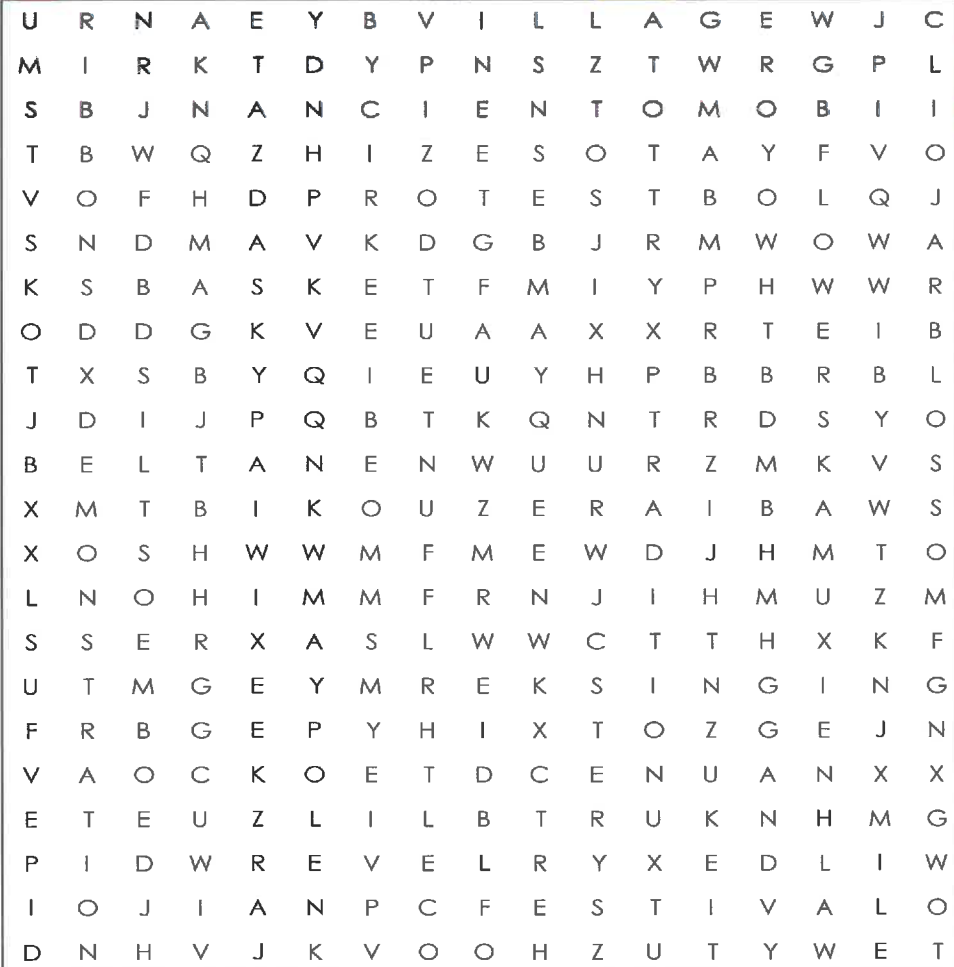 U R N A E Y B V I L L A G E W J C
M I R K T D Y P N S Z T W R G P L
S B J N A N C I E N T O M O B I I
T B W Q Z H I Z E S O T A Y F V O
V O F H D P R O T E S T B O L Q J
S N D M A V K D G B J R M W O W A
K S B A S K E T F M I Y P H W W R
O D D G K V E U A A X X R T E I B
T X S B Y Q I E U Y H P B B R B L
J D I J P Q B T K Q N T R D S Y O
B E L T A N E N W U U R Z M K V S
X M T B I K O U Z E R A I B A W S
X O S H W W M F M E W D J H M T O
L N O H I M M F R N J I H M U Z M
S S E R X A S L W W C T T H X K F
U T M G E Y M R E K S I N G I N G
F R B G E P Y H I X T O Z G E J N
V A O C K O E T D C E N U A N X X
E T E U Z L I L B T R U K N H M G
P I D W R E V E L R Y X E D L I W
I O J I A N P C F E S T I V A L O
D N H V J K V O O H Z U T Y W E T